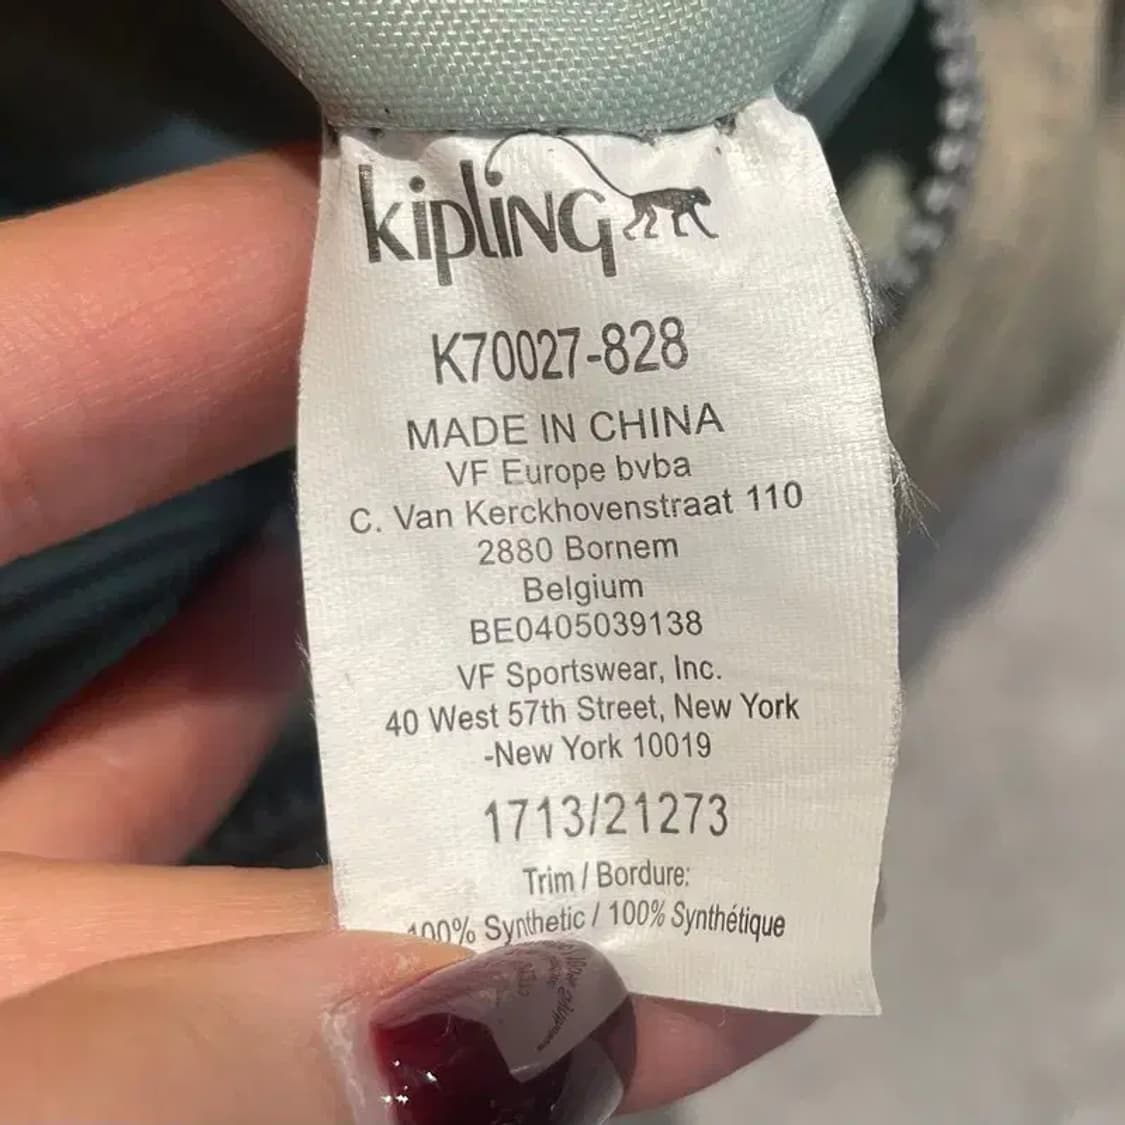 kipling
K70027-828
MADE IN CHINA
VF Europe bvba
C. Van Kerckhovenstraat 110
2880 Bornem
Belgium
BE0405039138
VF Sportswear, Inc.
40 West 57th Street, New York
-New York 10019
1713/21273
Trim / Bordure:
100% Synthetic / 100% Synthétique